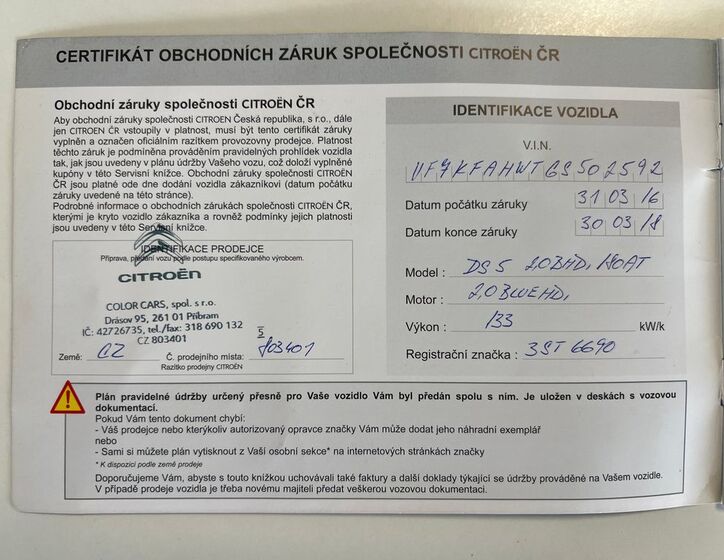 CERTIFIKÁT OBCHODNÍCH ZÁRUK SPOLEČNOSTI CITROËN ČR
Obchodní záruky společnosti CITROËN ČR
Aby obchodní záruky společnosti CITROEN Česká republika, s r.o., dále
jen CITROEN ČR vstoupily v platnost, musí být tento certifikát záruky
vyplněn a označen oficiálním razítkem provozovny prodejce. Platnost
těchto záruk je podmíněna prováděním pravidelných prohlídek vozidla
tak, jak jsou uvedeny v plánu údržby Vašeho vozu, což doloží vyplněné
kupóny v této Servisní knížce. Obchodní záruky společnosti CITROËN
ČR jsou platné ode dne dodání vozidla zákazníkovi (datum počátku
záruky uvedené na této stránce).
Podrobné informace o obchodních zárukách společnosti CITROËN ČR,
kterými je kryto vozidlo zákazníka a rovněž podmínky jejich platnosti
jsou uvedeny v této Servisní knížce.
IDENTIFIKACE PRODEJCE
Příprava, předání vozu podle postupu specifikovaného výrobcem.
CITROËN
COLOR CARS, spol. s r.o.
Drásov 95, 261 01 Příbram
IČ: 42726735, tel./fax: 318 690 132
CZ 803401
5
Země: CZ Č. prodejního místa: 803401
Razítko prodejny CITROËN
IDENTIFIKACE VOZIDLA
V.I.N.
VF7KFAHWTGS502592
Datum počátku záruky 31 03 16
Datum konce záruky 30 03 18
Model : DS5 2,0BHDi 180AT
Motor : 2,0BLUEHDi
Výkon : 133 kW/k
Registrační značka : 3ST 6690
Plán pravidelné údržby určený přesně pro Vaše vozidlo Vám byl předán spolu s ním. Je uložen v deskách s vozovou
dokumentací.
Pokud Vám tento dokument chybí:
- Váš prodejce nebo kterýkoliv autorizovaný opravce značky Vám může dodat jeho náhradní exemplář
nebo
- Sami si můžete plán vytisknout z Vaší osobní sekce* na internetových stránkách značky
* K dispozici podle země prodeje
Doporučujeme Vám, abyste s touto knížkou uchovávali také faktury a další doklady týkající se údržby prováděné na Vašem vozidle.
V případě prodeje vozidla je třeba novému majiteli předat veškerou vozovou dokumentaci.